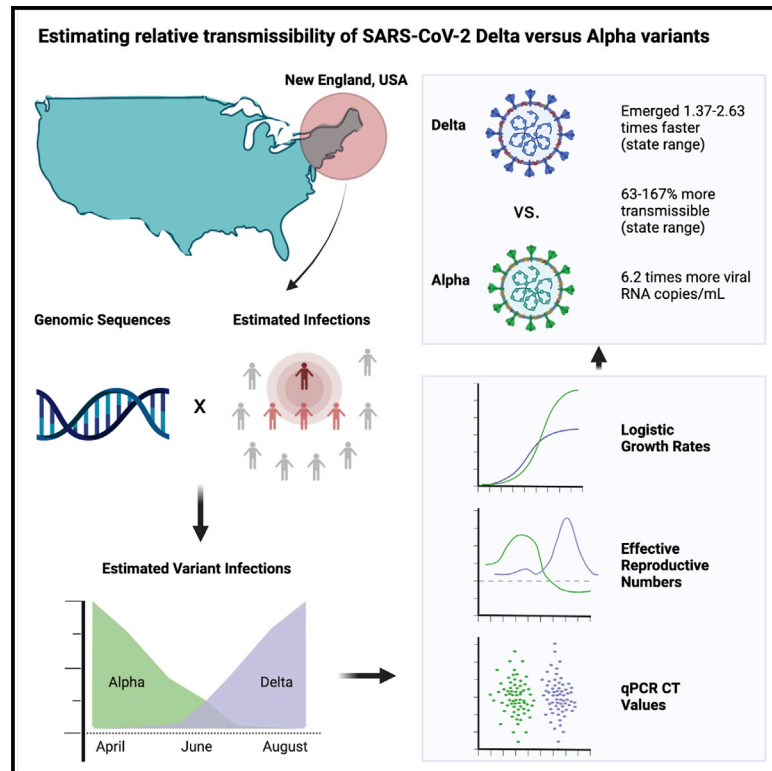 Estimating relative transmissibility of SARS-CoV-2 Delta versus Alpha variants
New England, USA
Genomic Sequences
Estimated Infections
X
Estimated Variant Infections
Alpha
Delta
April
June
August
Delta
Emerged 1.37-2.63
times faster
(state range)
VS.
63-167% more
transmissible
(state range)
Alpha
6.2 times more viral
RNA copies/mL
Logistic
Growth Rates
Effective
Reproductive
Numbers
qPCR CT
Values